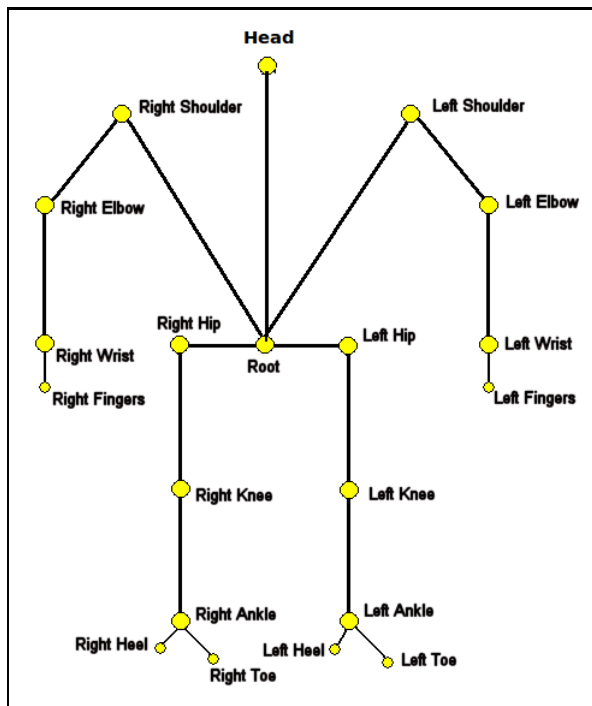 Head
Right Shoulder
Left Shoulder
Right Elbow
Left Elbow
Right Hip
Left Hip
Right Wrist
Root
Left Wrist
Right Fingers
Left Fingers
Right Knee
Left Knee
Right Ankle
Left Ankle
Right Heel
Left Heel
Right Toe
Left Toe